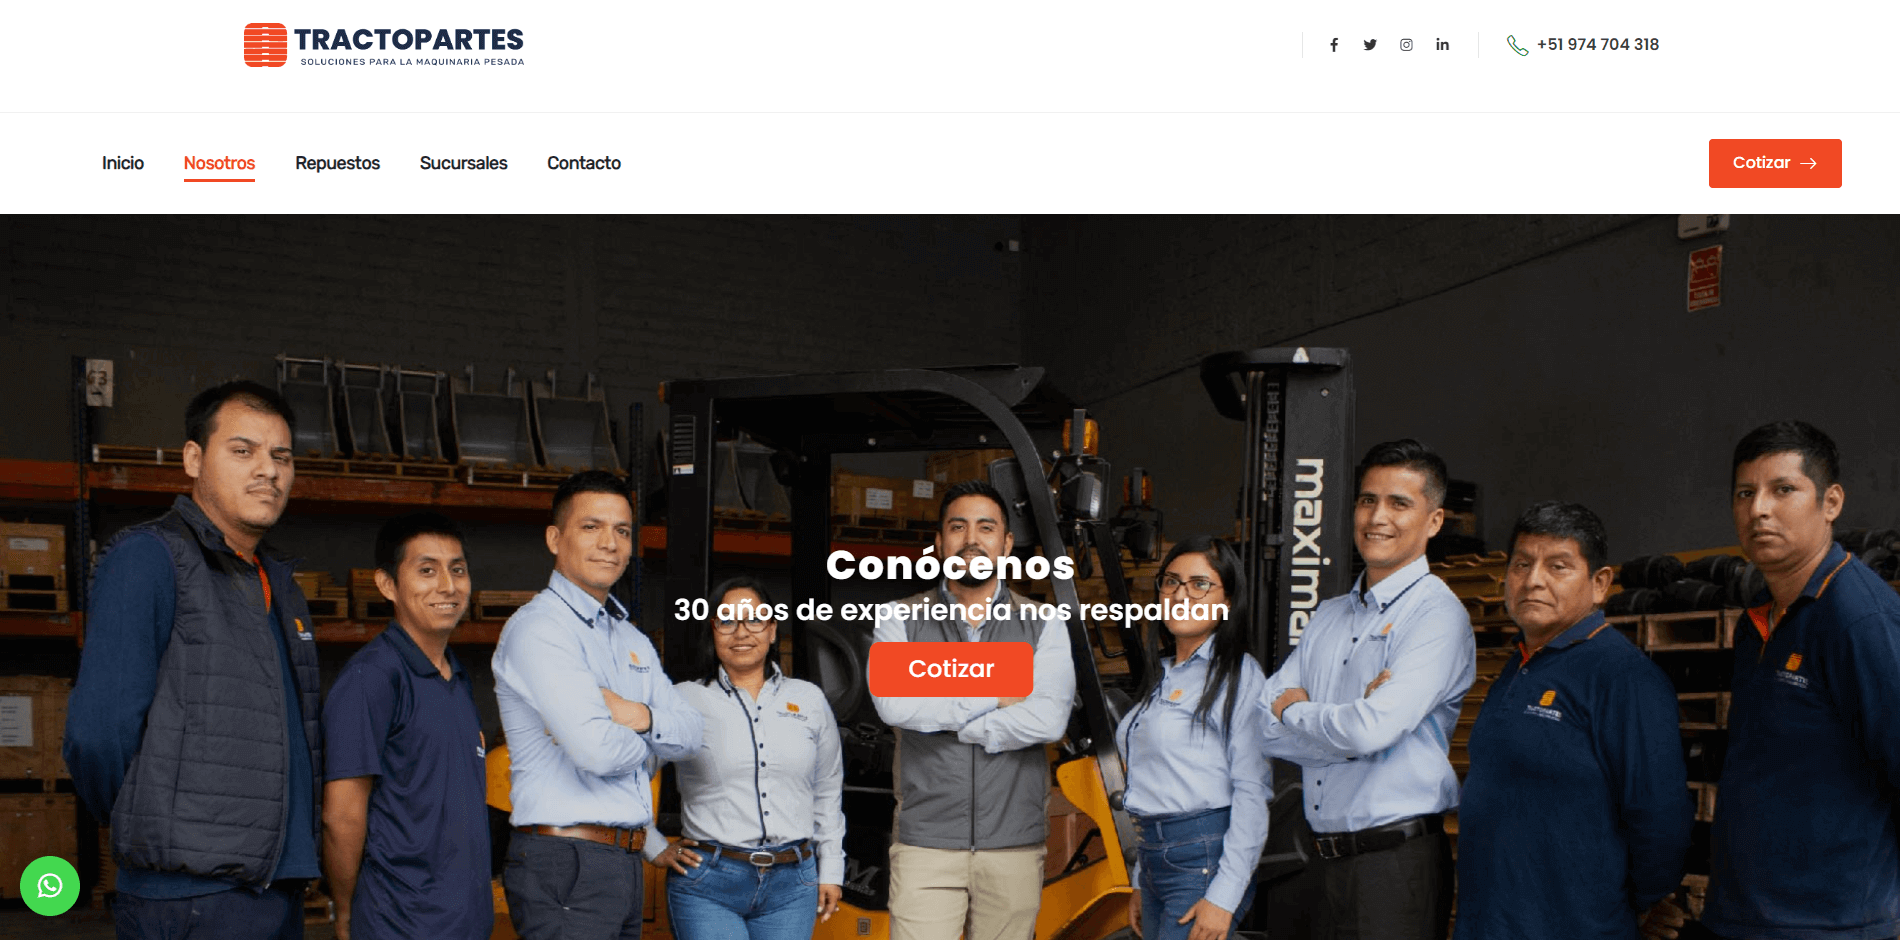 TRACTOPARTES
SOLUCIONES PARA LA MAQUINARIA PESADA
+51 974 704 318
Inicio
Nosotros
Repuestos
Sucursales
Contacto
Cotizar
Conócenos
30 años de experiencia nos respaldan
Cotizar